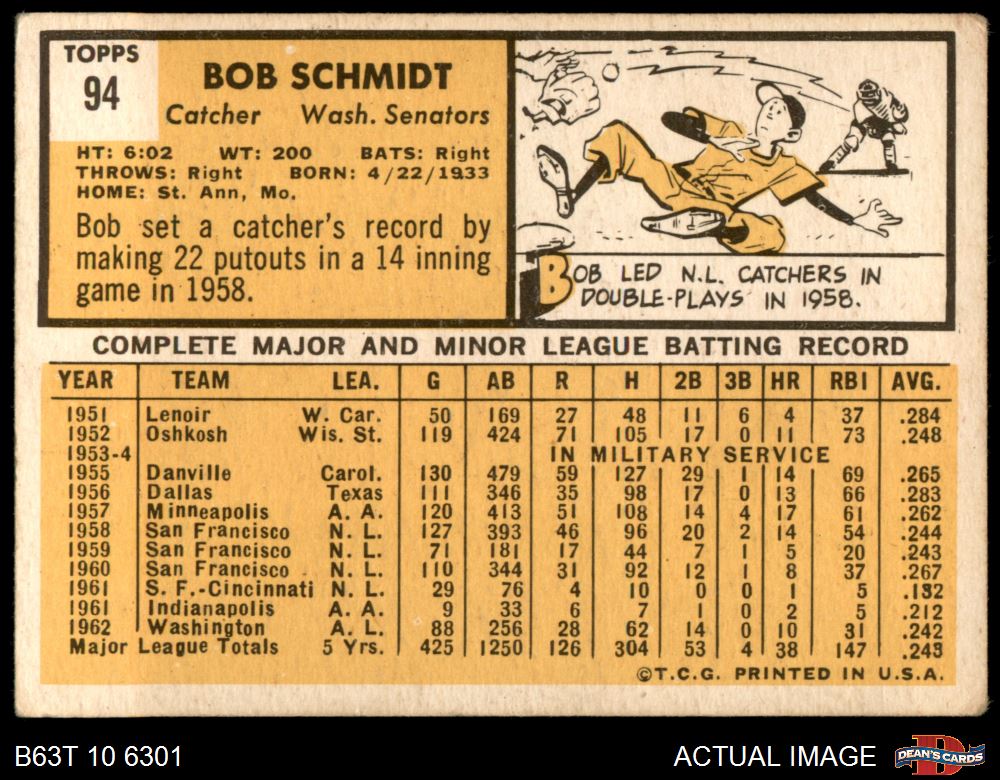 TOPPS
94
BOB SCHMIDT
Catcher Wash. Senators
HT: 6:02 WT: 200 BATS: Right
THROWS: Right BORN: 4/22/1933
HOME: St. Ann, Mo.
Bob set a catcher's record by
making 22 putouts in a 14 inning
game in 1958.
BOB LED N.L. CATCHERS IN
DOUBLE-PLAYS IN 1958.
COMPLETE MAJOR AND MINOR LEAGUE BATTING RECORD
YEAR TEAM LEA. G AB R H 2B 3B HR RBI AVG.
1951 Lenoir W. Car. 50 169 27 48 11 6 4 37 .284
1952 Oshkosh Wis. St. 119 424 71 105 17 0 11 73 .248
1953-4 IN MILITARY SERVICE
1955 Danville Carol. 130 479 59 127 29 1 14 69 .265
1956 Dallas Texas 111 346 35 98 17 0 13 66 .283
1957 Minneapolis A. A. 120 413 51 108 14 4 17 61 .262
1958 San Francisco N. L. 127 393 46 96 20 2 14 54 .244
1959 San Francisco N. L. 71 181 17 44 7 1 5 20 .243
1960 San Francisco N. L. 110 344 31 92 12 1 8 37 .267
1961 S. F.-Cincinnati N. L. 29 76 4 10 0 0 1 5 .132
1961 Indianapolis A. A. 9 33 6 7 1 0 2 5 .212
1962 Washington A. L. 88 256 28 62 14 0 10 31 .242
Major League Totals 5 Yrs. 425 1250 126 304 53 4 38 147 .243
©T.C.G. PRINTED IN U.S.A.
B63T 10 6301
ACTUAL IMAGE
DEAN'S CARDS